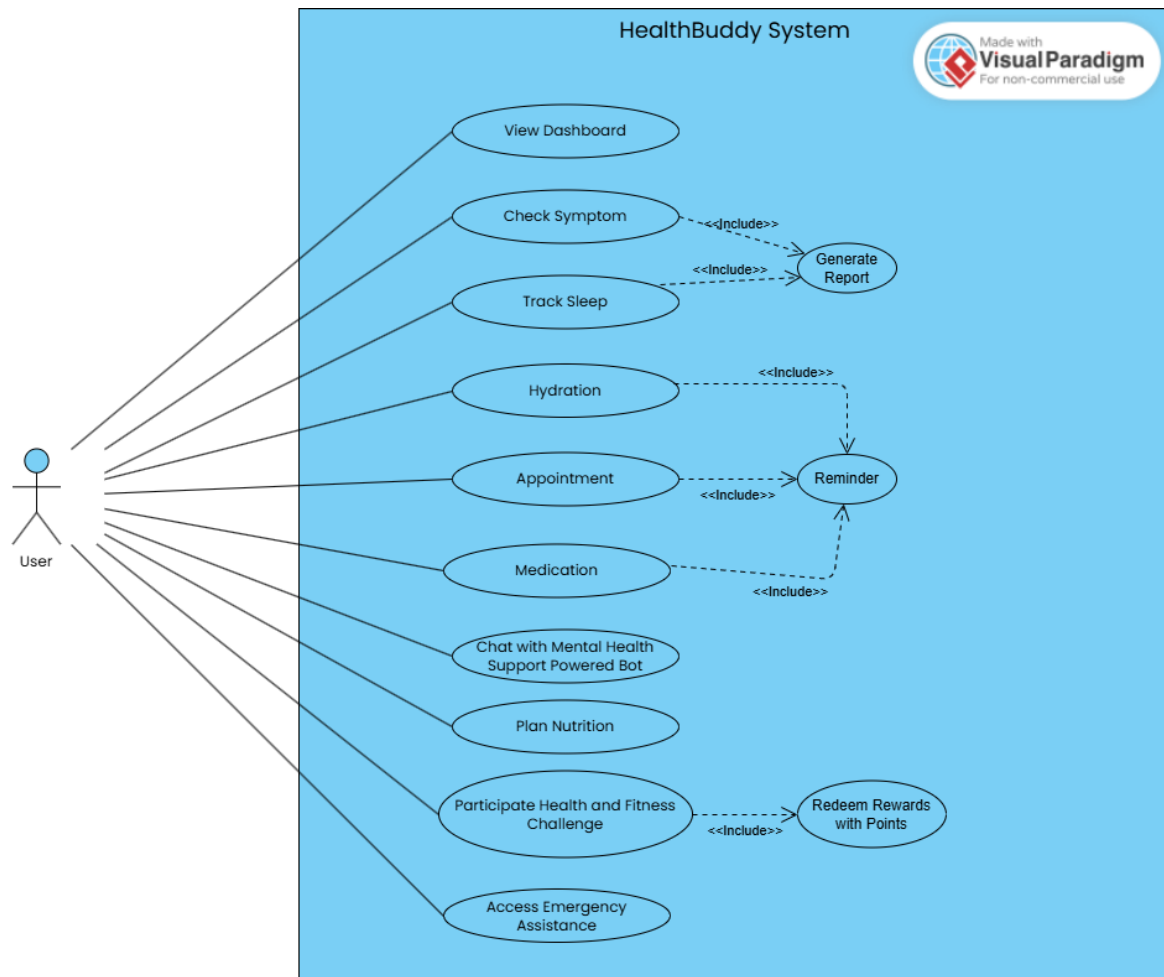 HealthBuddy System
Made with
Visual Paradigm
For non-commercial use
View Dashboard
Check Symptom
<<Include>>
Generate
Report
<<Include>>
Track Sleep
Hydration
<<Include>>
Appointment
<<Include>>
Reminder
User
Medication
<<Include>>
Chat with Mental Health
Support Powered Bot
Plan Nutrition
Participate Health and Fitness
Challenge
<<Include>>
Redeem Rewards
with Points
Access Emergency
Assistance